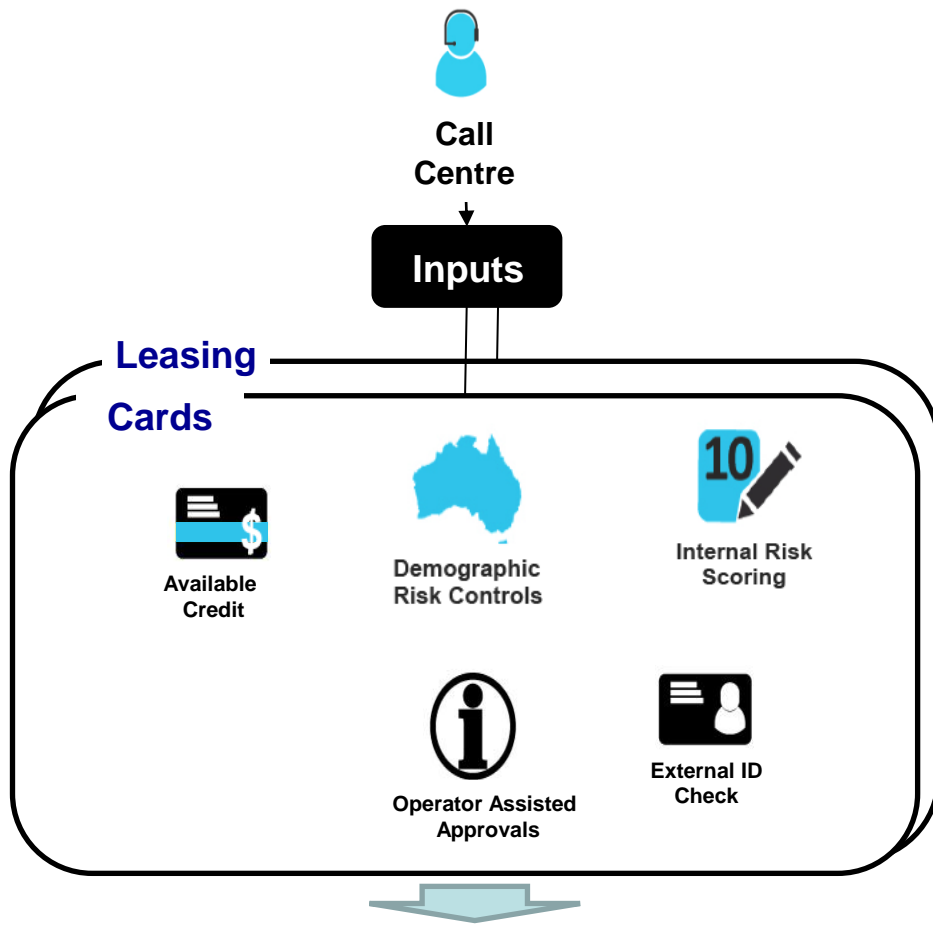 Call
Centre
Inputs
Leasing
Cards
10
$
Available
Credit
Demographic
Risk Controls
Internal Risk
Scoring
Operator Assisted
Approvals
External ID
Check